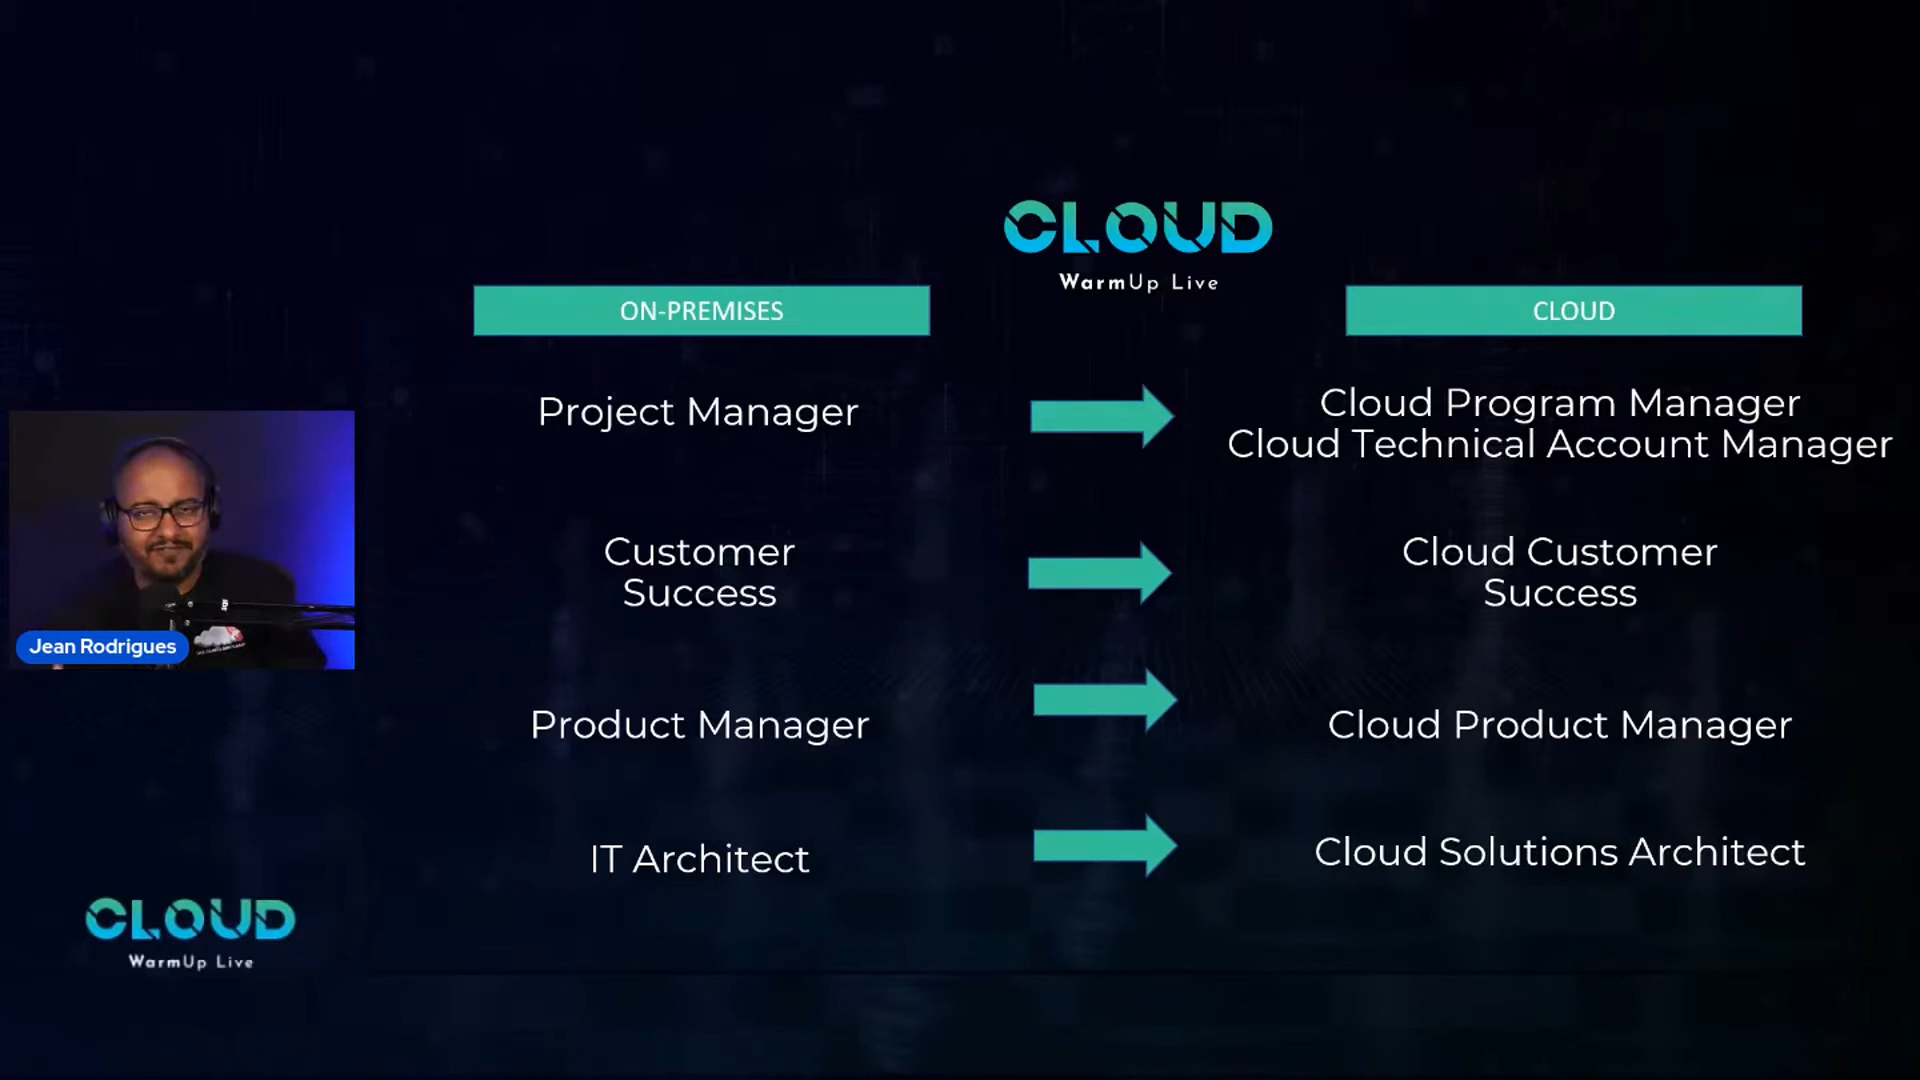 CLOUD
WarmUp Live
ON-PREMISES
CLOUD
Project Manager
Cloud Program Manager
Cloud Technical Account Manager
Customer
Success
Cloud Customer
Success
Product Manager
Cloud Product Manager
IT Architect
Cloud Solutions Architect
Jean Rodrigues
CLOUD
WarmUp Live